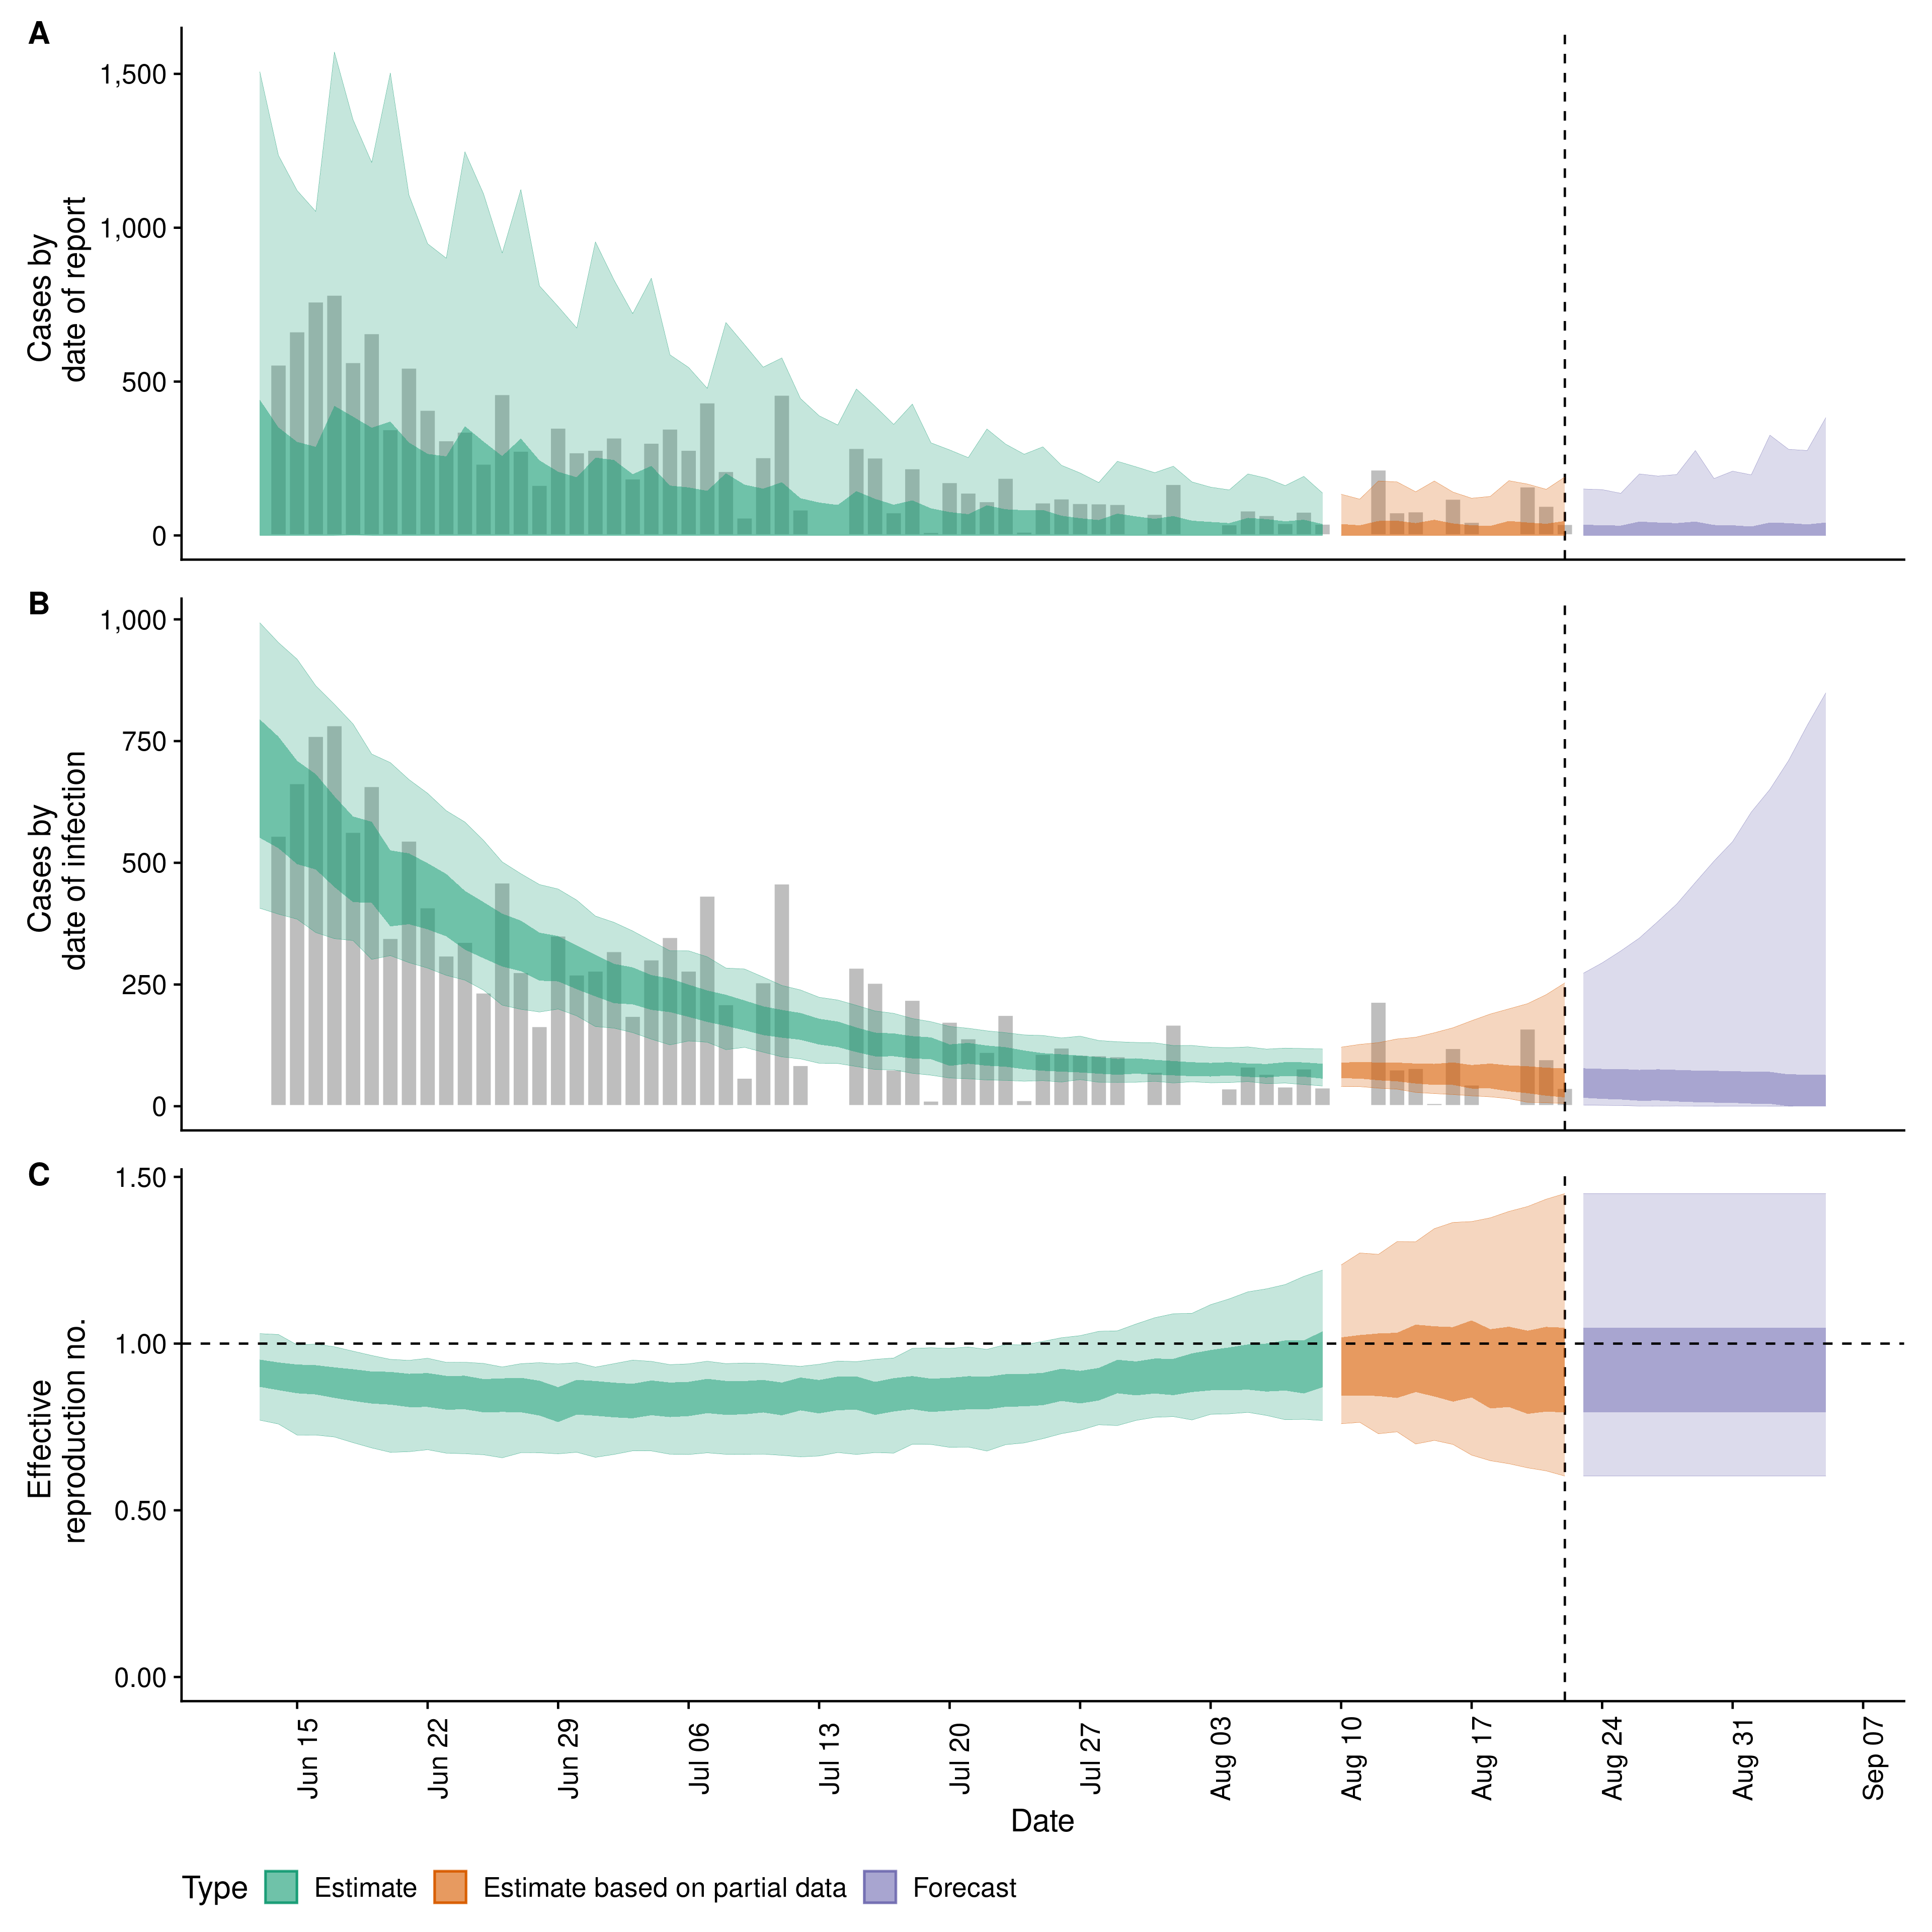 A
Cases by
date of report
1,500
1,000
500
0
B
Cases by
date of infection
1,000
750
500
250
0
C
Effective
reproduction no.
1.50
1.00
0.50
0.00
Jun 15
Jun 22
Jun 29
Jul 06
Jul 13
Jul 20
Jul 27
Aug 03
Aug 10
Aug 17
Aug 24
Aug 31
Sep 07
Date
Type Estimate Estimate based on partial data Forecast